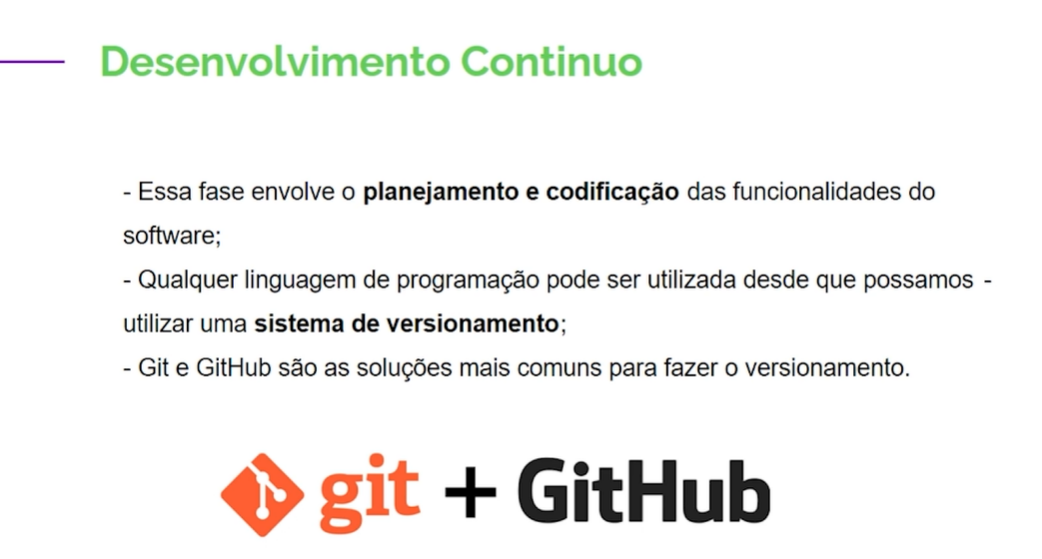 Desenvolvimento Continuo
- Essa fase envolve o planejamento e codificação das funcionalidades do
software;
- Qualquer linguagem de programação pode ser utilizada desde que possamos -
utilizar uma sistema de versionamento;
- Git e GitHub são as soluções mais comuns para fazer o versionamento.
git + GitHub